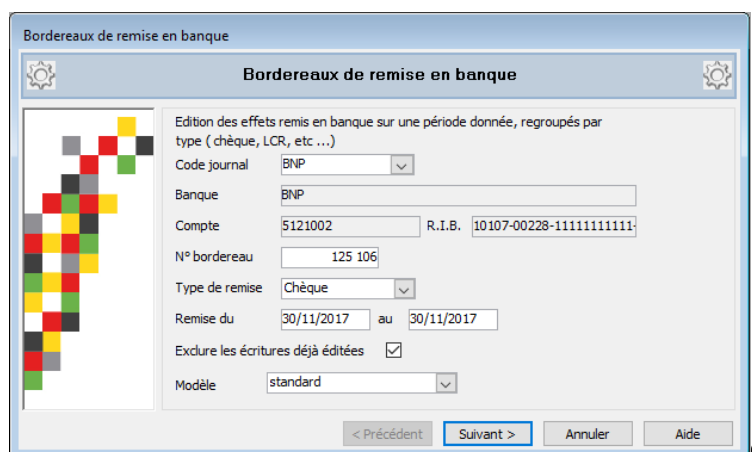 Bordereaux de remise en banque
Bordereaux de remise en banque
Edition des effets remis en banque sur une période donnée, regroupés par
type ( chèque, LCR, etc ...)
Code journal BNP
Banque BNP
Compte 5121002 R.I.B. 10107-00228-11111111111-
N° bordereau 125 106
Type de remise Chèque
Remise du 30/11/2017 au 30/11/2017
Exclure les écritures déjà éditées
Modèle standard
< Précédent Suivant > Annuler Aide